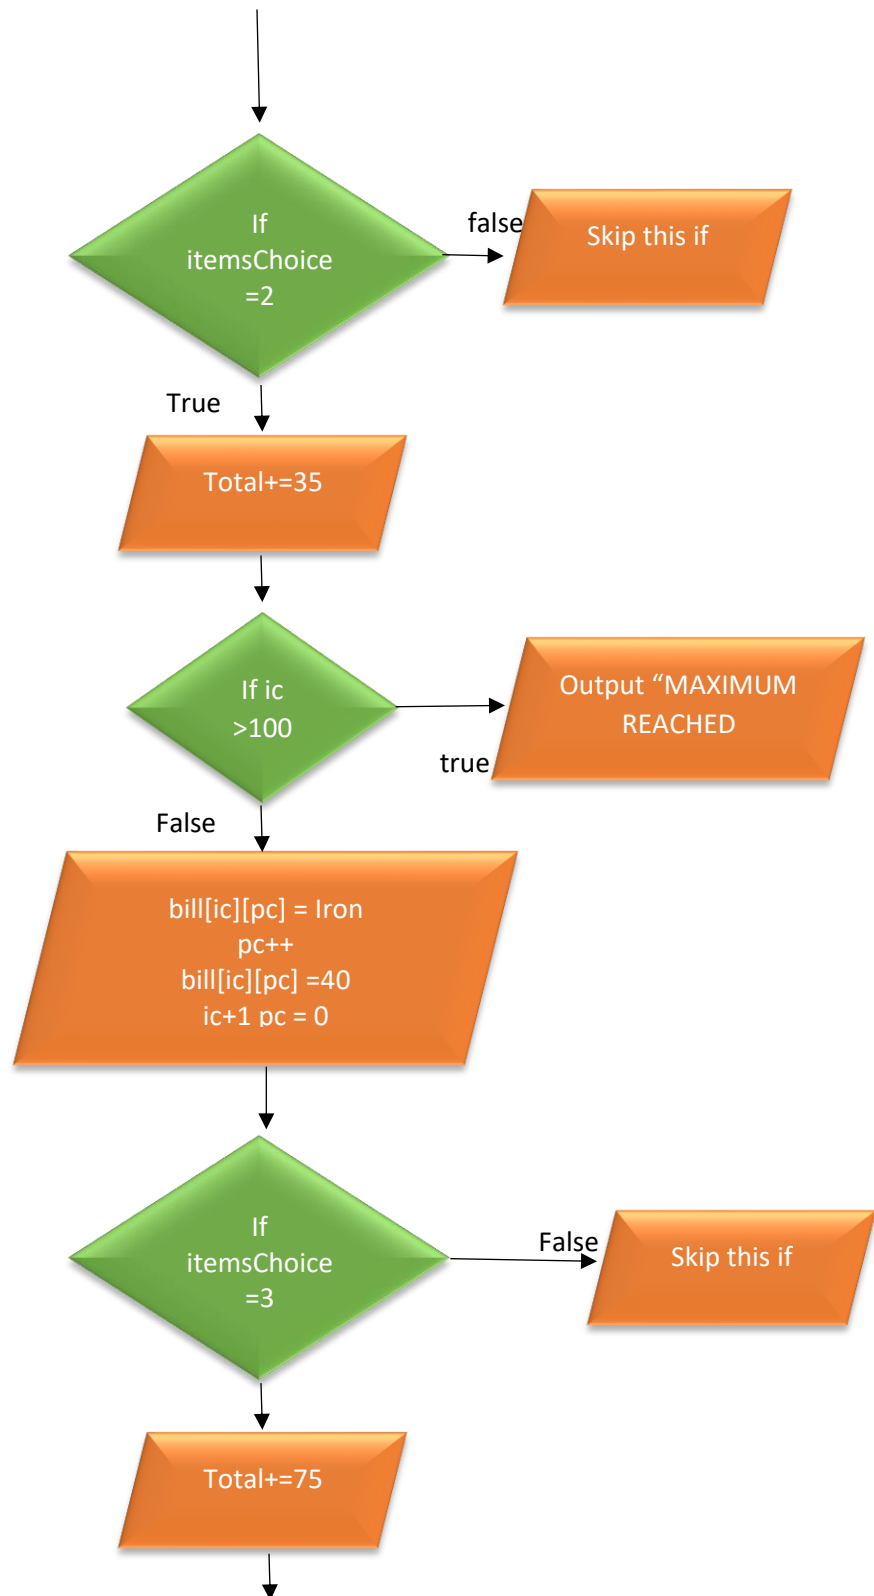 If
itemsChoice
=2
false
Skip this if
True
Total+=35
If ic
>100
Output “MAXIMUM
REACHED
true
False
bill[ic][pc] = Iron
pc++
bill[ic][pc] =40
ic+1 pc = 0
If
itemsChoice
=3
False
Skip this if
Total+=75